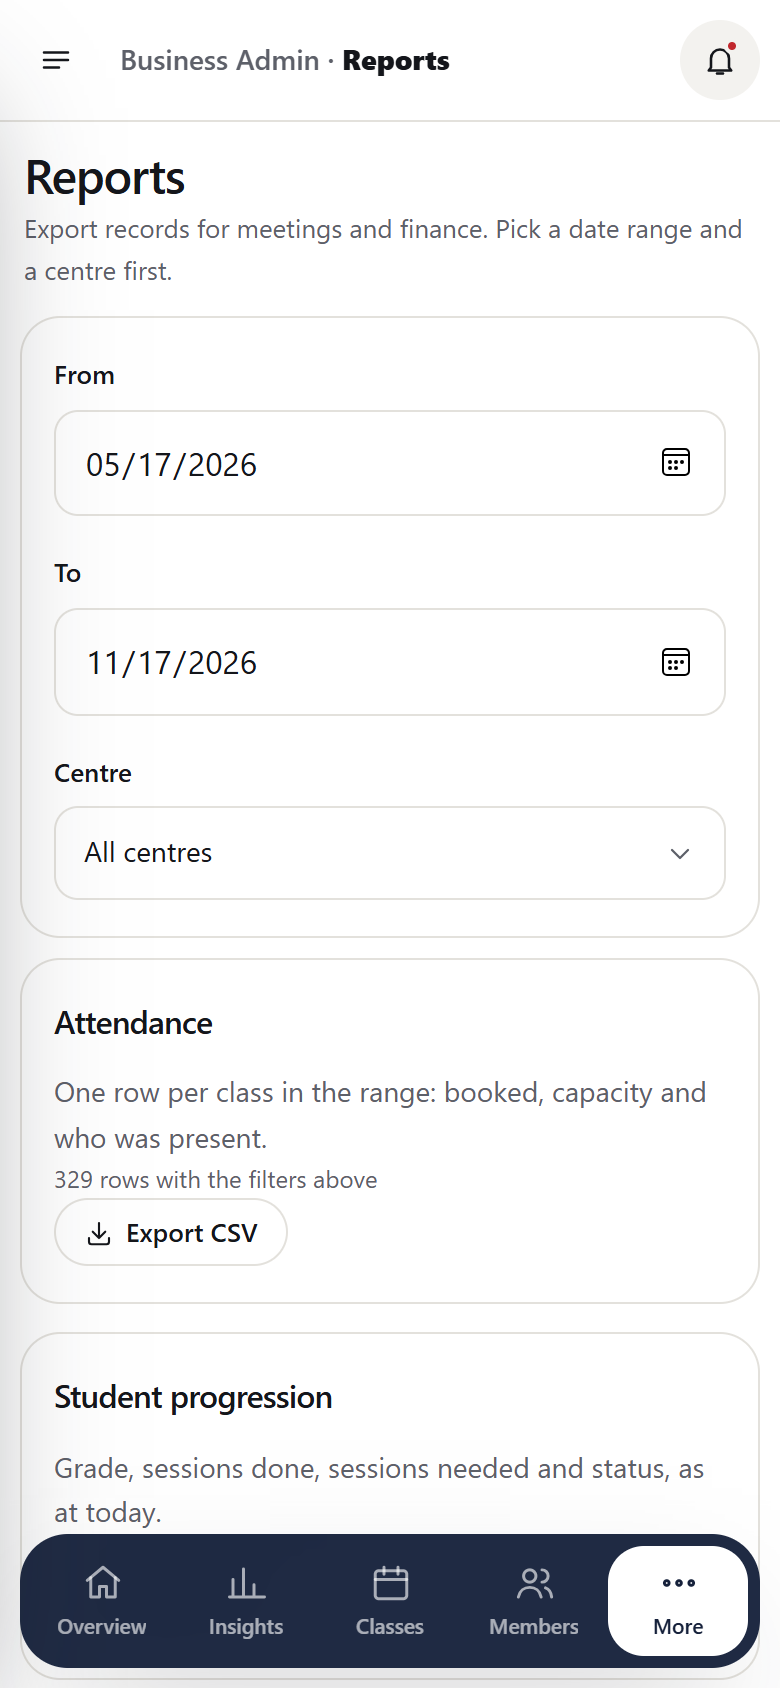 Business Admin · Reports
Reports
Export records for meetings and finance. Pick a date range and
a centre first.
From
05/17/2026
To
11/17/2026
Centre
All centres
Attendance
One row per class in the range: booked, capacity and
who was present.
329 rows with the filters above
Export CSV
Student progression
Grade, sessions done, sessions needed and status, as
at today.
Overview
Insights
Classes
Members
More